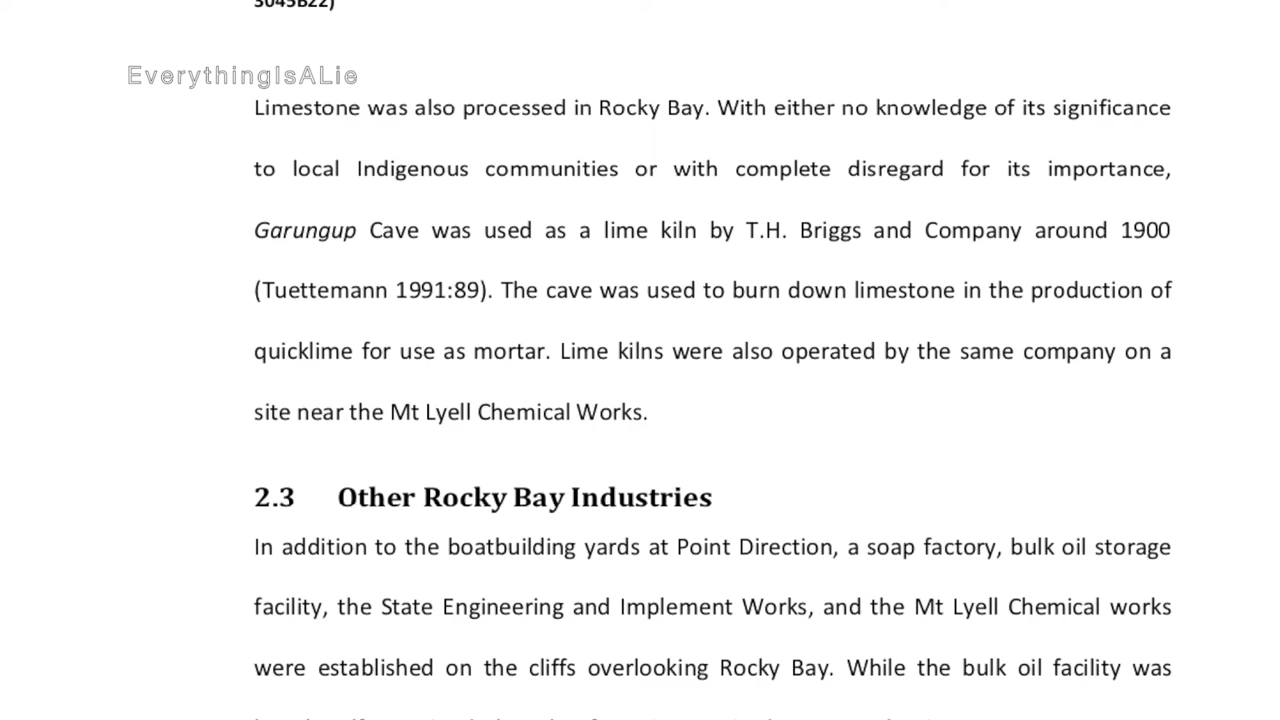 3045B22)
EverythingIsALie
Limestone was also processed in Rocky Bay. With either no knowledge of its significance
to local Indigenous communities or with complete disregard for its importance,
Garungup Cave was used as a lime kiln by T.H. Briggs and Company around 1900
(Tuettemann 1991:89). The cave was used to burn down limestone in the production of
quicklime for use as mortar. Lime kilns were also operated by the same company on a
site near the Mt Lyell Chemical Works.
2.3 Other Rocky Bay Industries
In addition to the boatbuilding yards at Point Direction, a soap factory, bulk oil storage
facility, the State Engineering and Implement Works, and the Mt Lyell Chemical works
were established on the cliffs overlooking Rocky Bay. While the bulk oil facility was